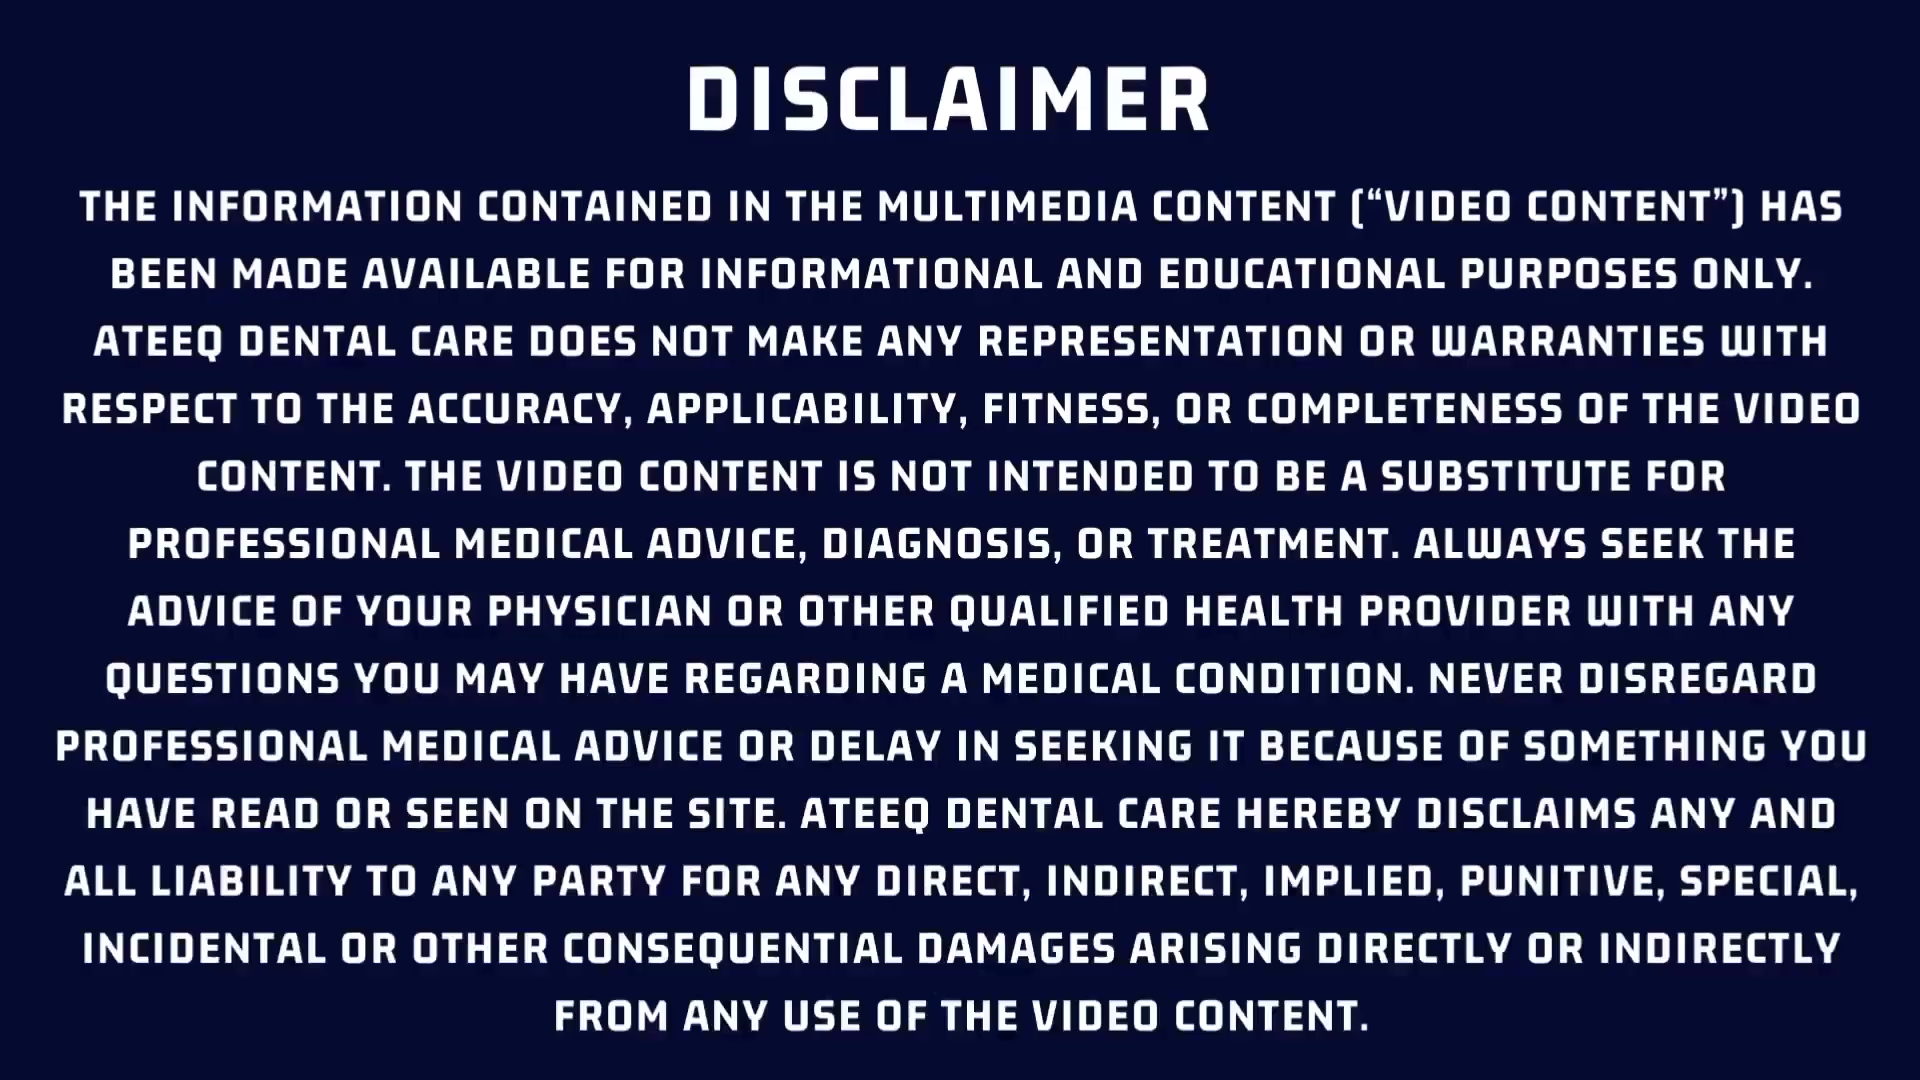 DISCLAIMER
THE INFORMATION CONTAINED IN THE MULTIMEDIA CONTENT (“VIDEO CONTENT”) HAS
BEEN MADE AVAILABLE FOR INFORMATIONAL AND EDUCATIONAL PURPOSES ONLY.
ATEEQ DENTAL CARE DOES NOT MAKE ANY REPRESENTATION OR WARRANTIES WITH
RESPECT TO THE ACCURACY, APPLICABILITY, FITNESS, OR COMPLETENESS OF THE VIDEO
CONTENT. THE VIDEO CONTENT IS NOT INTENDED TO BE A SUBSTITUTE FOR
PROFESSIONAL MEDICAL ADVICE, DIAGNOSIS, OR TREATMENT. ALWAYS SEEK THE
ADVICE OF YOUR PHYSICIAN OR OTHER QUALIFIED HEALTH PROVIDER WITH ANY
QUESTIONS YOU MAY HAVE REGARDING A MEDICAL CONDITION. NEVER DISREGARD
PROFESSIONAL MEDICAL ADVICE OR DELAY IN SEEKING IT BECAUSE OF SOMETHING YOU
HAVE READ OR SEEN ON THE SITE. ATEEQ DENTAL CARE HEREBY DISCLAIMS ANY AND
ALL LIABILITY TO ANY PARTY FOR ANY DIRECT, INDIRECT, IMPLIED, PUNITIVE, SPECIAL,
INCIDENTAL OR OTHER CONSEQUENTIAL DAMAGES ARISING DIRECTLY OR INDIRECTLY
FROM ANY USE OF THE VIDEO CONTENT.